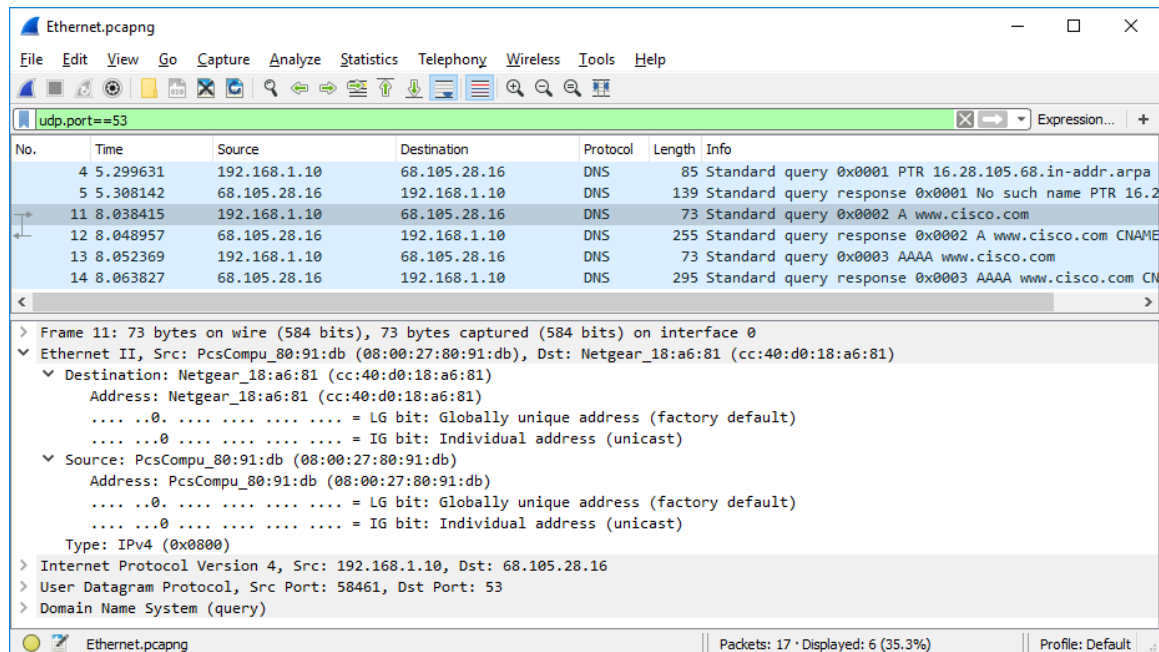 Ethernet.pcapng
File Edit View Go Capture Analyze Statistics Telephony Wireless Tools Help
udp.port==53 Expression... +
No. Time Source Destination Protocol Length Info
4 5.299631 192.168.1.10 68.105.28.16 DNS 85 Standard query 0x0001 PTR 16.28.105.68.in-addr.arpa
5 5.308142 68.105.28.16 192.168.1.10 DNS 139 Standard query response 0x0001 No such name PTR 16.2
11 8.038415 192.168.1.10 68.105.28.16 DNS 73 Standard query 0x0002 A www.cisco.com
12 8.048957 68.105.28.16 192.168.1.10 DNS 255 Standard query response 0x0002 A www.cisco.com CNAME
13 8.052369 192.168.1.10 68.105.28.16 DNS 73 Standard query 0x0003 AAAA www.cisco.com
14 8.063827 68.105.28.16 192.168.1.10 DNS 295 Standard query response 0x0003 AAAA www.cisco.com CN
Frame 11: 73 bytes on wire (584 bits), 73 bytes captured (584 bits) on interface 0
Ethernet II, Src: PcsCompu_80:91:db (08:00:27:80:91:db), Dst: Netgear_18:a6:81 (cc:40:d0:18:a6:81)
Destination: Netgear_18:a6:81 (cc:40:d0:18:a6:81)
Address: Netgear_18:a6:81 (cc:40:d0:18:a6:81)
.... ..0. .... .... .... .... = LG bit: Globally unique address (factory default)
.... ...0 .... .... .... .... = IG bit: Individual address (unicast)
Source: PcsCompu_80:91:db (08:00:27:80:91:db)
Address: PcsCompu_80:91:db (08:00:27:80:91:db)
.... ..0. .... .... .... .... = LG bit: Globally unique address (factory default)
.... ...0 .... .... .... .... = IG bit: Individual address (unicast)
Type: IPv4 (0x0800)
Internet Protocol Version 4, Src: 192.168.1.10, Dst: 68.105.28.16
User Datagram Protocol, Src Port: 58461, Dst Port: 53
Domain Name System (query)
Ethernet.pcapng Packets: 17 · Displayed: 6 (35.3%) Profile: Default